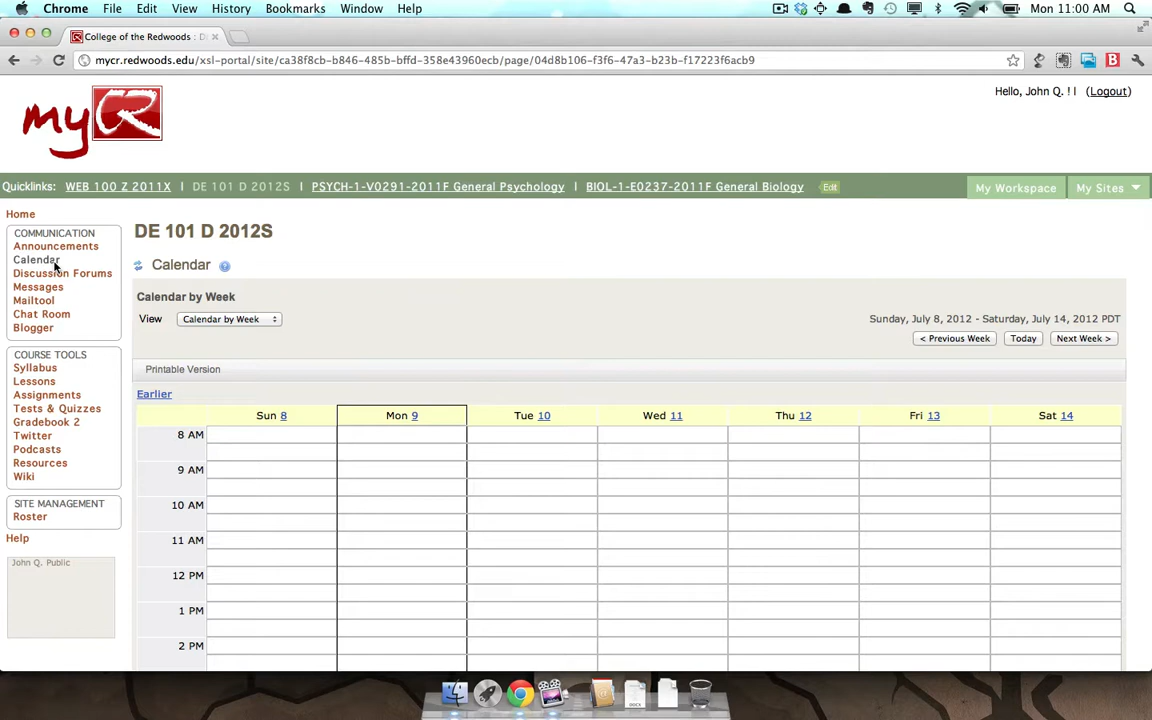 Chrome File Edit View History Bookmarks Window Help Mon 11:00 AM
College of the Redwoods : D
mycr.redwoods.edu/xsl-portal/site/ca38f8cb-b846-485b-bffd-358e43960ecb/page/04d8b106-f3f6-47a3-b23b-f17223f6acb9
myCR
Hello, John Q. ! | (Logout)
Quicklinks: WEB 100 Z 2011X | DE 101 D 2012S | PSYCH-1-V0291-2011F General Psychology | BIOL-1-E0237-2011F General Biology Edit My Workspace My Sites
Home
COMMUNICATION
Announcements
Calendar
Discussion Forums
Messages
Mailtool
Chat Room
Blogger
COURSE TOOLS
Syllabus
Lessons
Assignments
Tests & Quizzes
Gradebook 2
Twitter
Podcasts
Resources
Wiki
SITE MANAGEMENT
Roster
Help
John Q. Public
DE 101 D 2012S
Calendar
Calendar by Week
View Calendar by Week
Sunday, July 8, 2012 - Saturday, July 14, 2012 PDT
< Previous Week Today Next Week >
Printable Version
Earlier
Sun 8 Mon 9 Tue 10 Wed 11 Thu 12 Fri 13 Sat 14
8 AM
9 AM
10 AM
11 AM
12 PM
1 PM
2 PM
DOCX